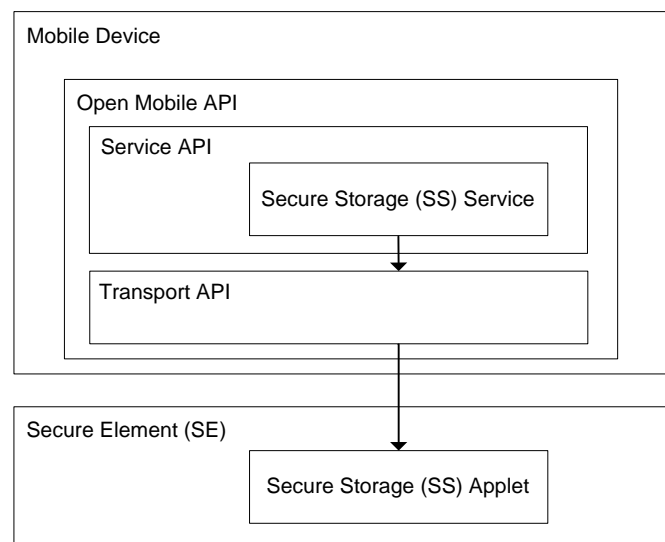 Mobile Device
Open Mobile API
Service API
Secure Storage (SS) Service
Transport API
Secure Element (SE)
Secure Storage (SS) Applet